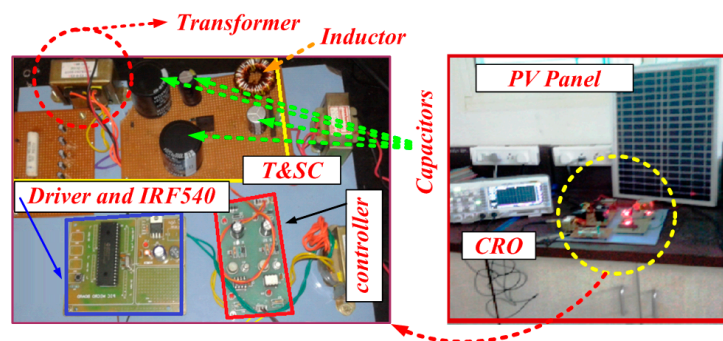 Transformer
Inductor
PV Panel
Capacitors
T&SC
Driver and IRF540
controller
CRO